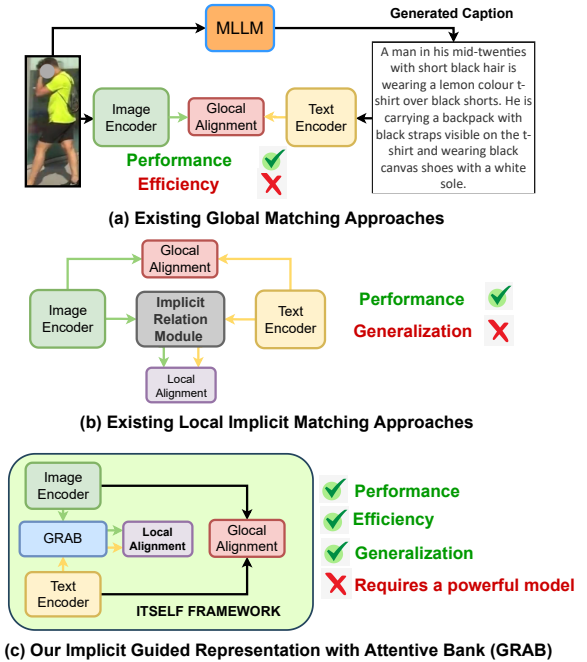 Generated Caption
MLLM
A man in his mid-twenties
with short black hair is
wearing a lemon colour t-
shirt over black shorts. He is
carrying a backpack with
black straps visible on the t-
shirt and wearing black
canvas shoes with a white
sole.
Image
Encoder
Glocal
Alignment
Text
Encoder
Performance
Efficiency
(a) Existing Global Matching Approaches
Glocal
Alignment
Image
Encoder
Implicit
Relation
Module
Text
Encoder
Local
Alignment
Performance
Generalization
(b) Existing Local Implicit Matching Approaches
Image
Encoder
GRAB
Local
Alignment
Glocal
Alignment
Text
Encoder
ITSELF FRAMEWORK
Performance
Efficiency
Generalization
Requires a powerful model
(c) Our Implicit Guided Representation with Attentive Bank (GRAB)